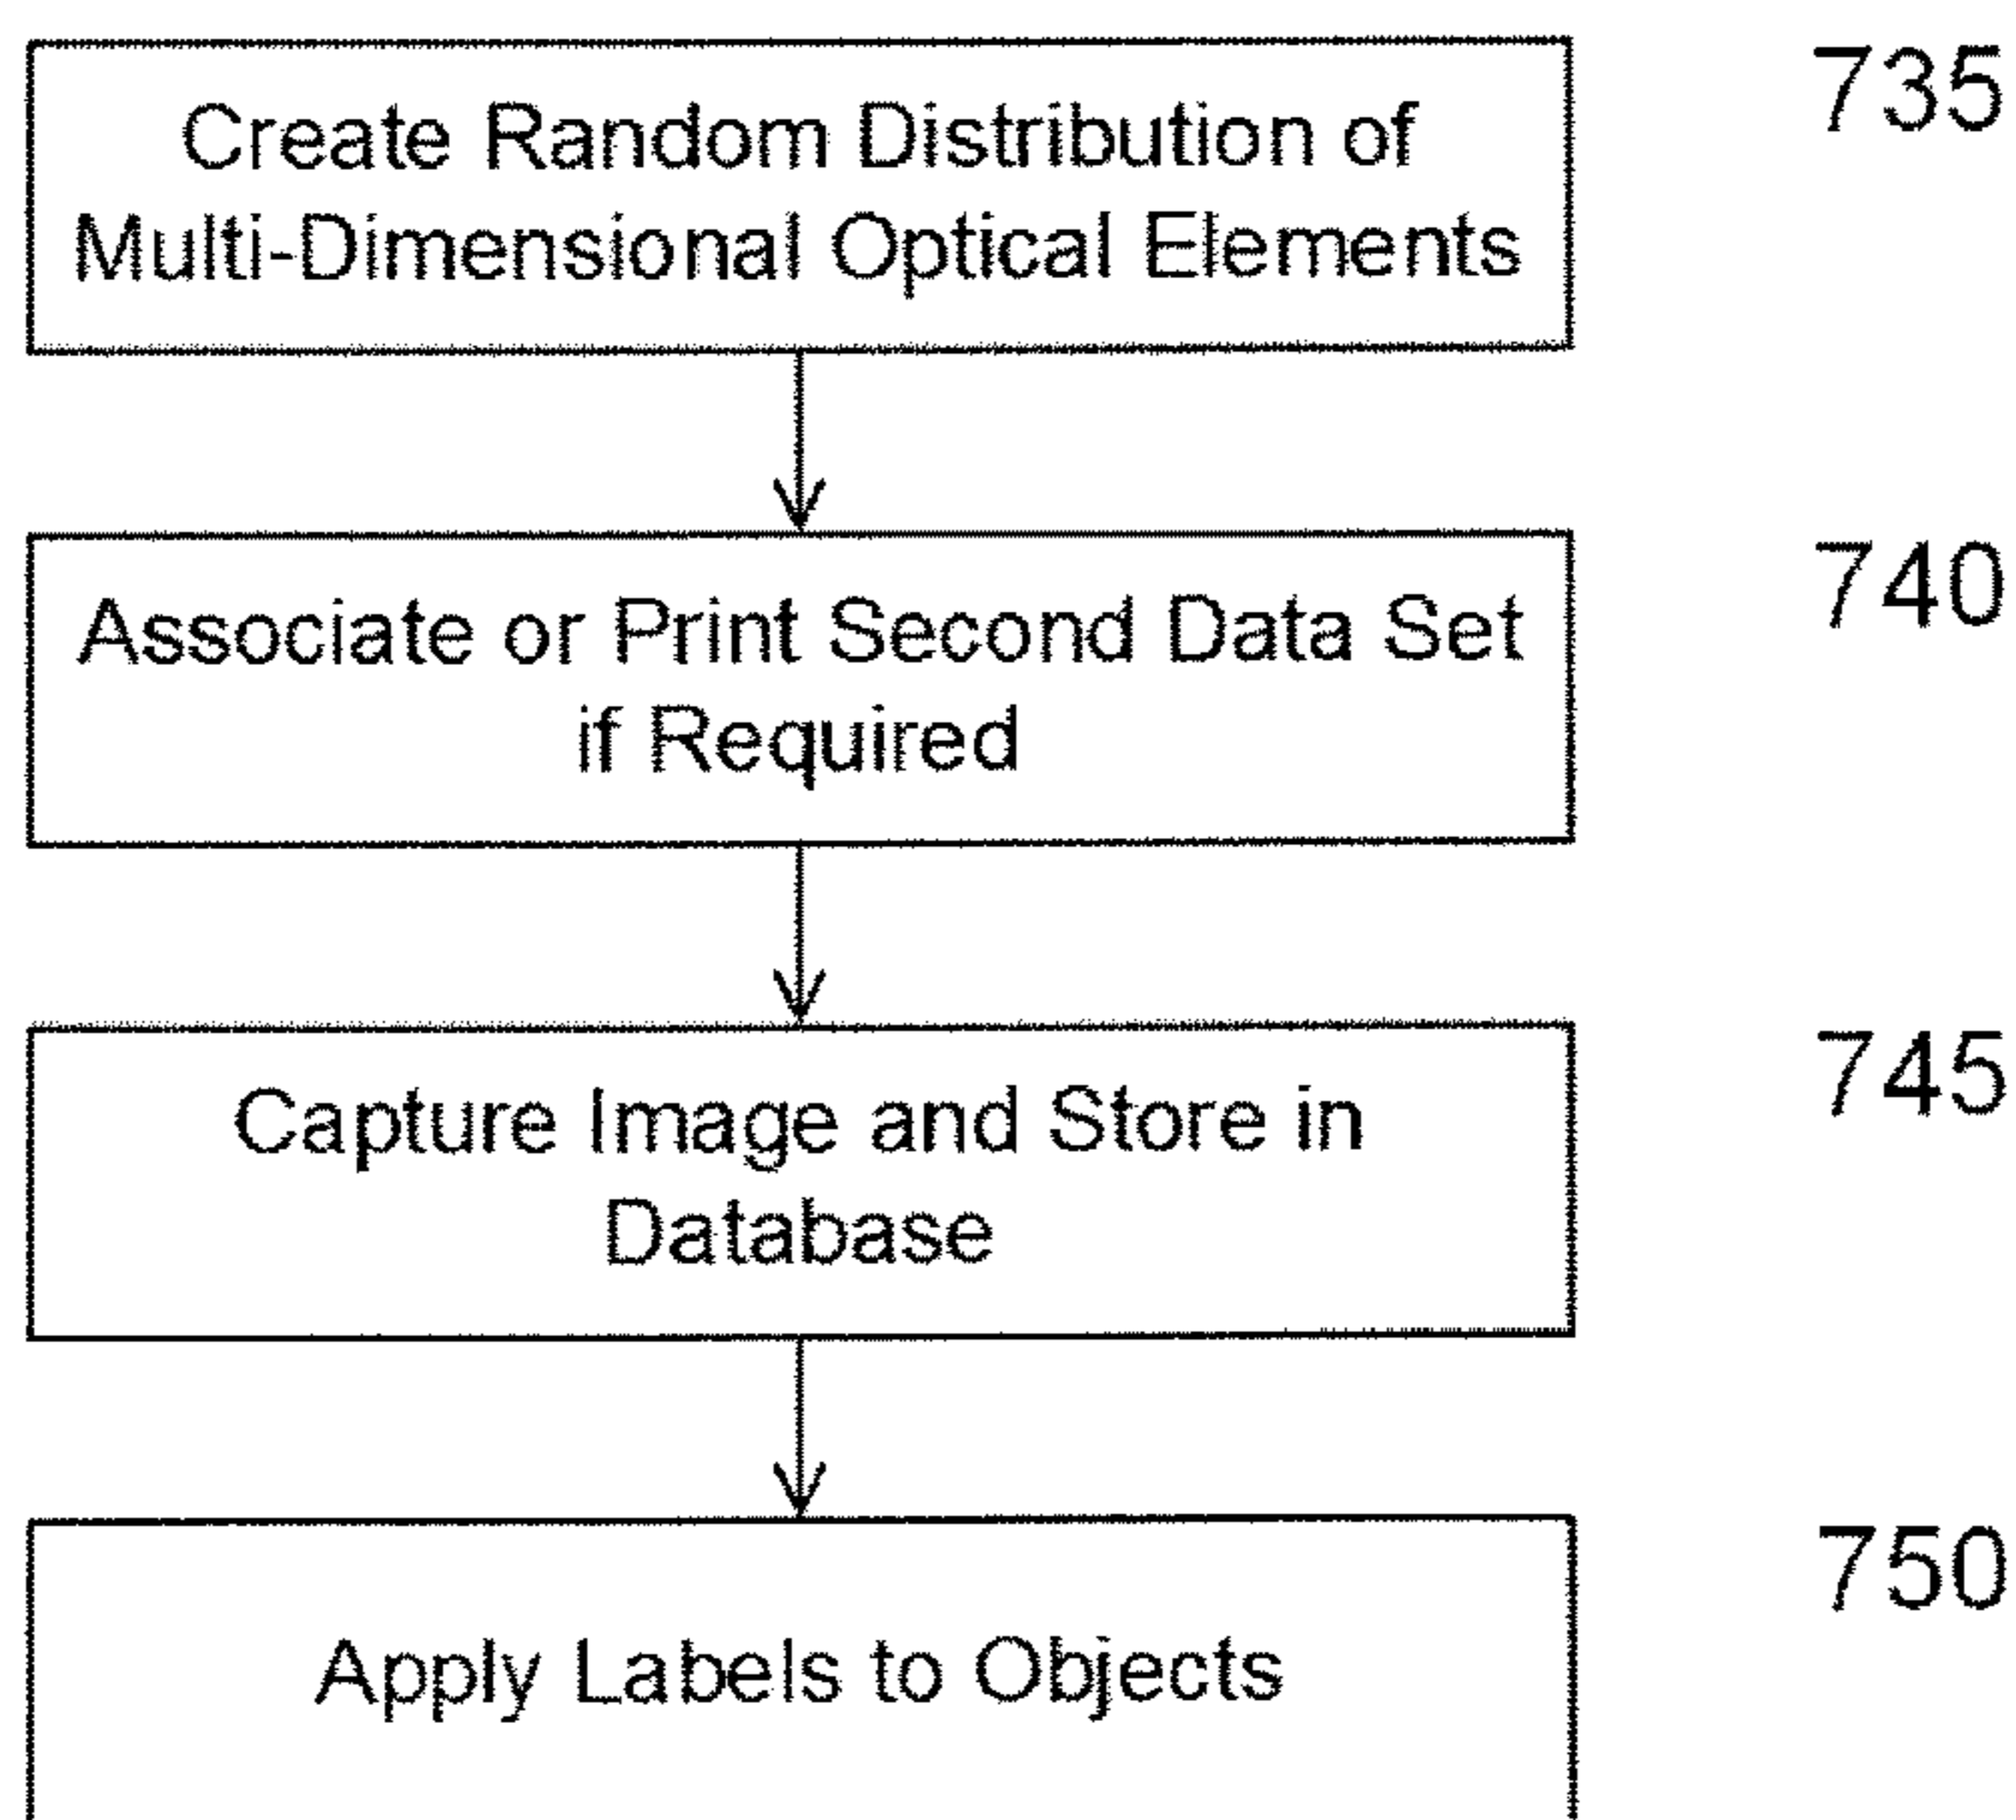 Create Random Distribution of
Multi-Dimensional Optical Elements
735
Associate or Print Second Data Set
if Required
740
Capture Image and Store in
Database
745
Apply Labels to Objects
750